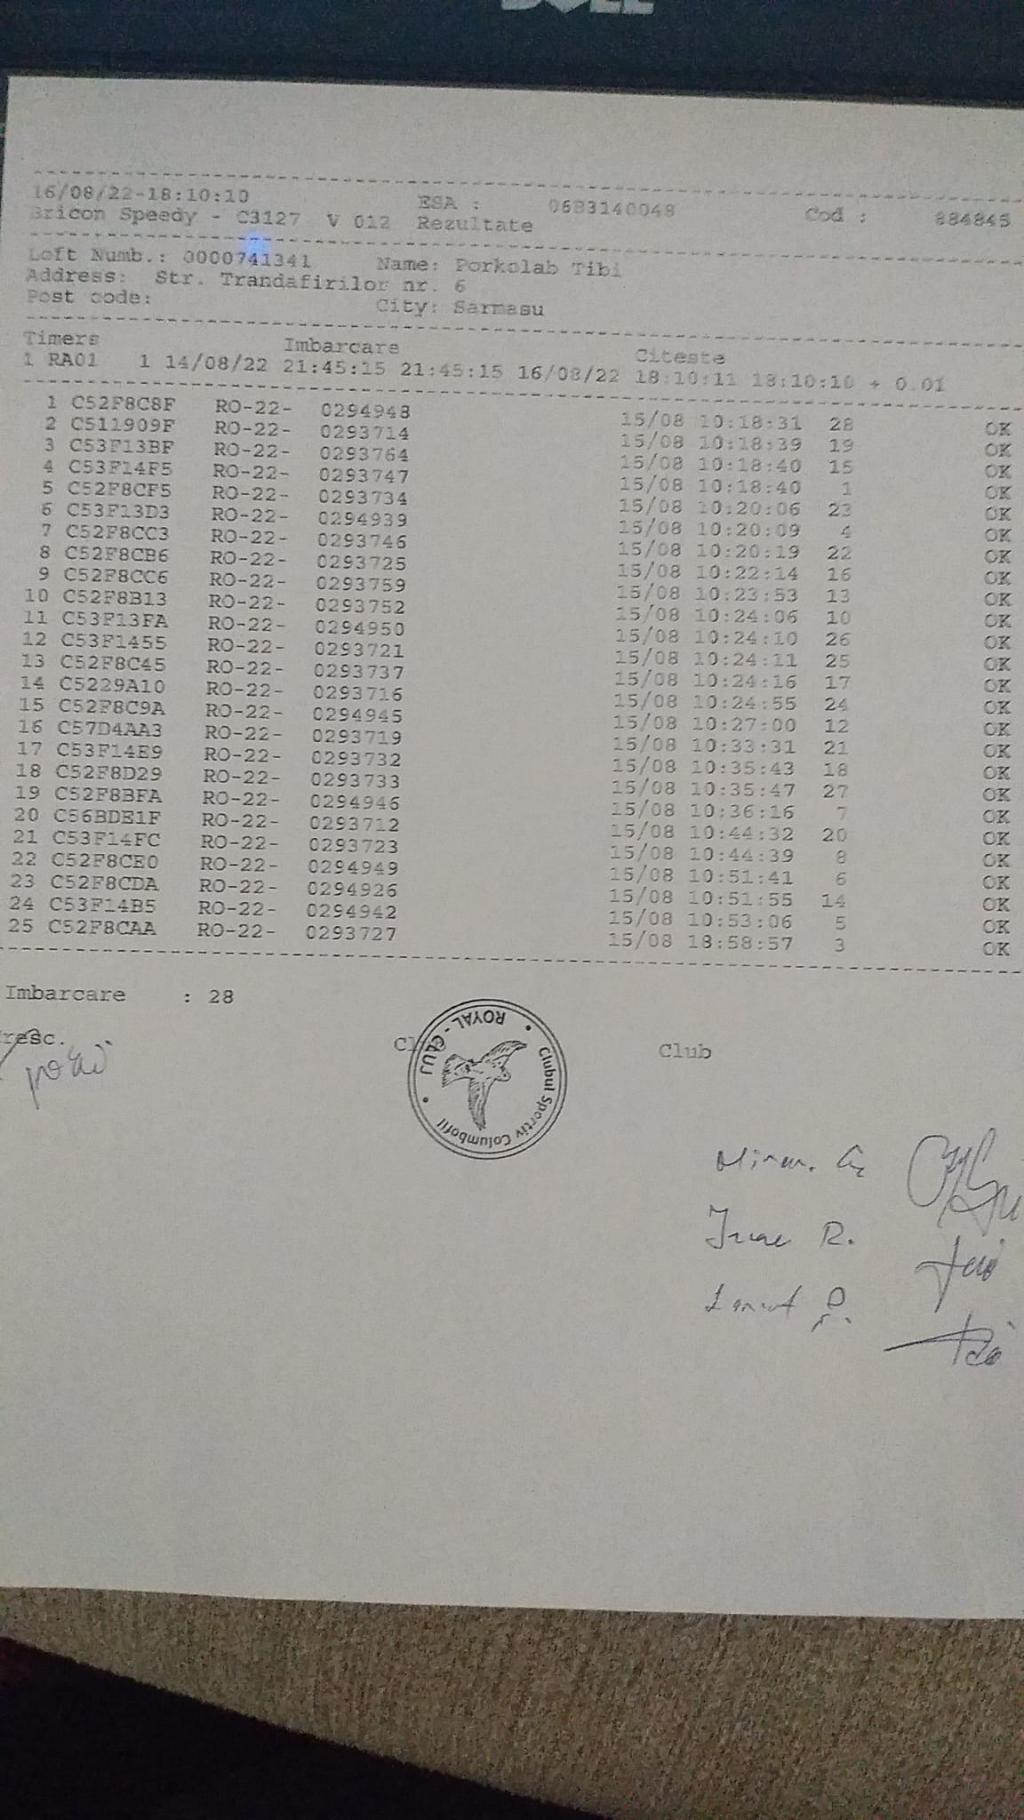 DELL
16/08/22-18:10:10 ESA : 0683140048 Cod : 884845
Bricon Speedy - C3127 V 012 Rezultate
Loft Numb.: 0000741341 Name: Porkolab Tibi
Address: Str. Trandafirilor nr. 6
Post code: City: Sarmasu
Timers Imbarcare Citeste
1 RA01 1 14/08/22 21:45:15 21:45:15 16/08/22 18:10:11 18:10:10 + 0.01
1 C52F8C8F RO-22- 0294948 15/08 10:18:31 28 OK
2 C511909F RO-22- 0293714 15/08 10:18:39 19 OK
3 C53F13BF RO-22- 0293764 15/08 10:18:40 15 OK
4 C53F14F5 RO-22- 0293747 15/08 10:18:40 1 OK
5 C52F8CF5 RO-22- 0293734 15/08 10:20:06 23 OK
6 C53F13D3 RO-22- 0294939 15/08 10:20:09 4 OK
7 C52F8CC3 RO-22- 0293746 15/08 10:20:19 22 OK
8 C52F8CB6 RO-22- 0293725 15/08 10:22:14 16 OK
9 C52F8CC6 RO-22- 0293759 15/08 10:23:53 13 OK
10 C52F8B13 RO-22- 0293752 15/08 10:24:06 10 OK
11 C53F13FA RO-22- 0294950 15/08 10:24:10 26 OK
12 C53F1455 RO-22- 0293721 15/08 10:24:11 25 OK
13 C52F8C45 RO-22- 0293737 15/08 10:24:16 17 OK
14 C5229A10 RO-22- 0293716 15/08 10:24:55 24 OK
15 C52F8C9A RO-22- 0294945 15/08 10:27:00 12 OK
16 C57D4AA3 RO-22- 0293719 15/08 10:33:31 21 OK
17 C53F14E9 RO-22- 0293732 15/08 10:35:43 18 OK
18 C52F8D29 RO-22- 0293733 15/08 10:35:47 27 OK
19 C52F8BFA RO-22- 0294946 15/08 10:36:16 7 OK
20 C56BDE1F RO-22- 0293712 15/08 10:44:32 20 OK
21 C53F14FC RO-22- 0293723 15/08 10:44:39 8 OK
22 C52F8CE0 RO-22- 0294949 15/08 10:51:41 6 OK
23 C52F8CDA RO-22- 0294926 15/08 10:51:55 14 OK
24 C53F14B5 RO-22- 0294942 15/08 10:53:06 5 OK
25 C52F8CAA RO-22- 0293727 15/08 18:58:57 3 OK
Imbarcare : 28
resc. Club Club
Clubul Sportiv Columbofil
ROYAL - CLUJ
R.
P.